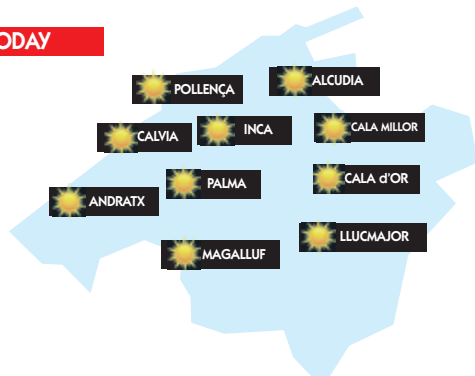 ODAY
POLLENÇA
ALCUDIA
CALVIA
INCA
CALA MILLOR
PALMA
CALA d'OR
ANDRATX
LLUCMAJOR
MAGALLUF